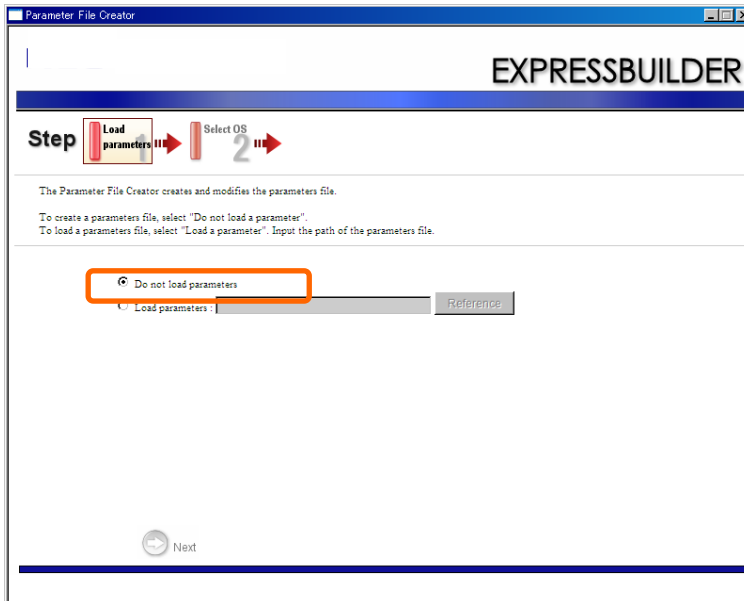 Parameter File Creator
EXPRESSBUILDER
Step Load parameters 1 Select OS 2
The Parameter File Creator creates and modifies the parameters file.
To create a parameters file, select "Do not load a parameter".
To load a parameters file, select "Load a parameter". Input the path of the parameters file.
Do not load parameters
Load parameters : Reference
Next